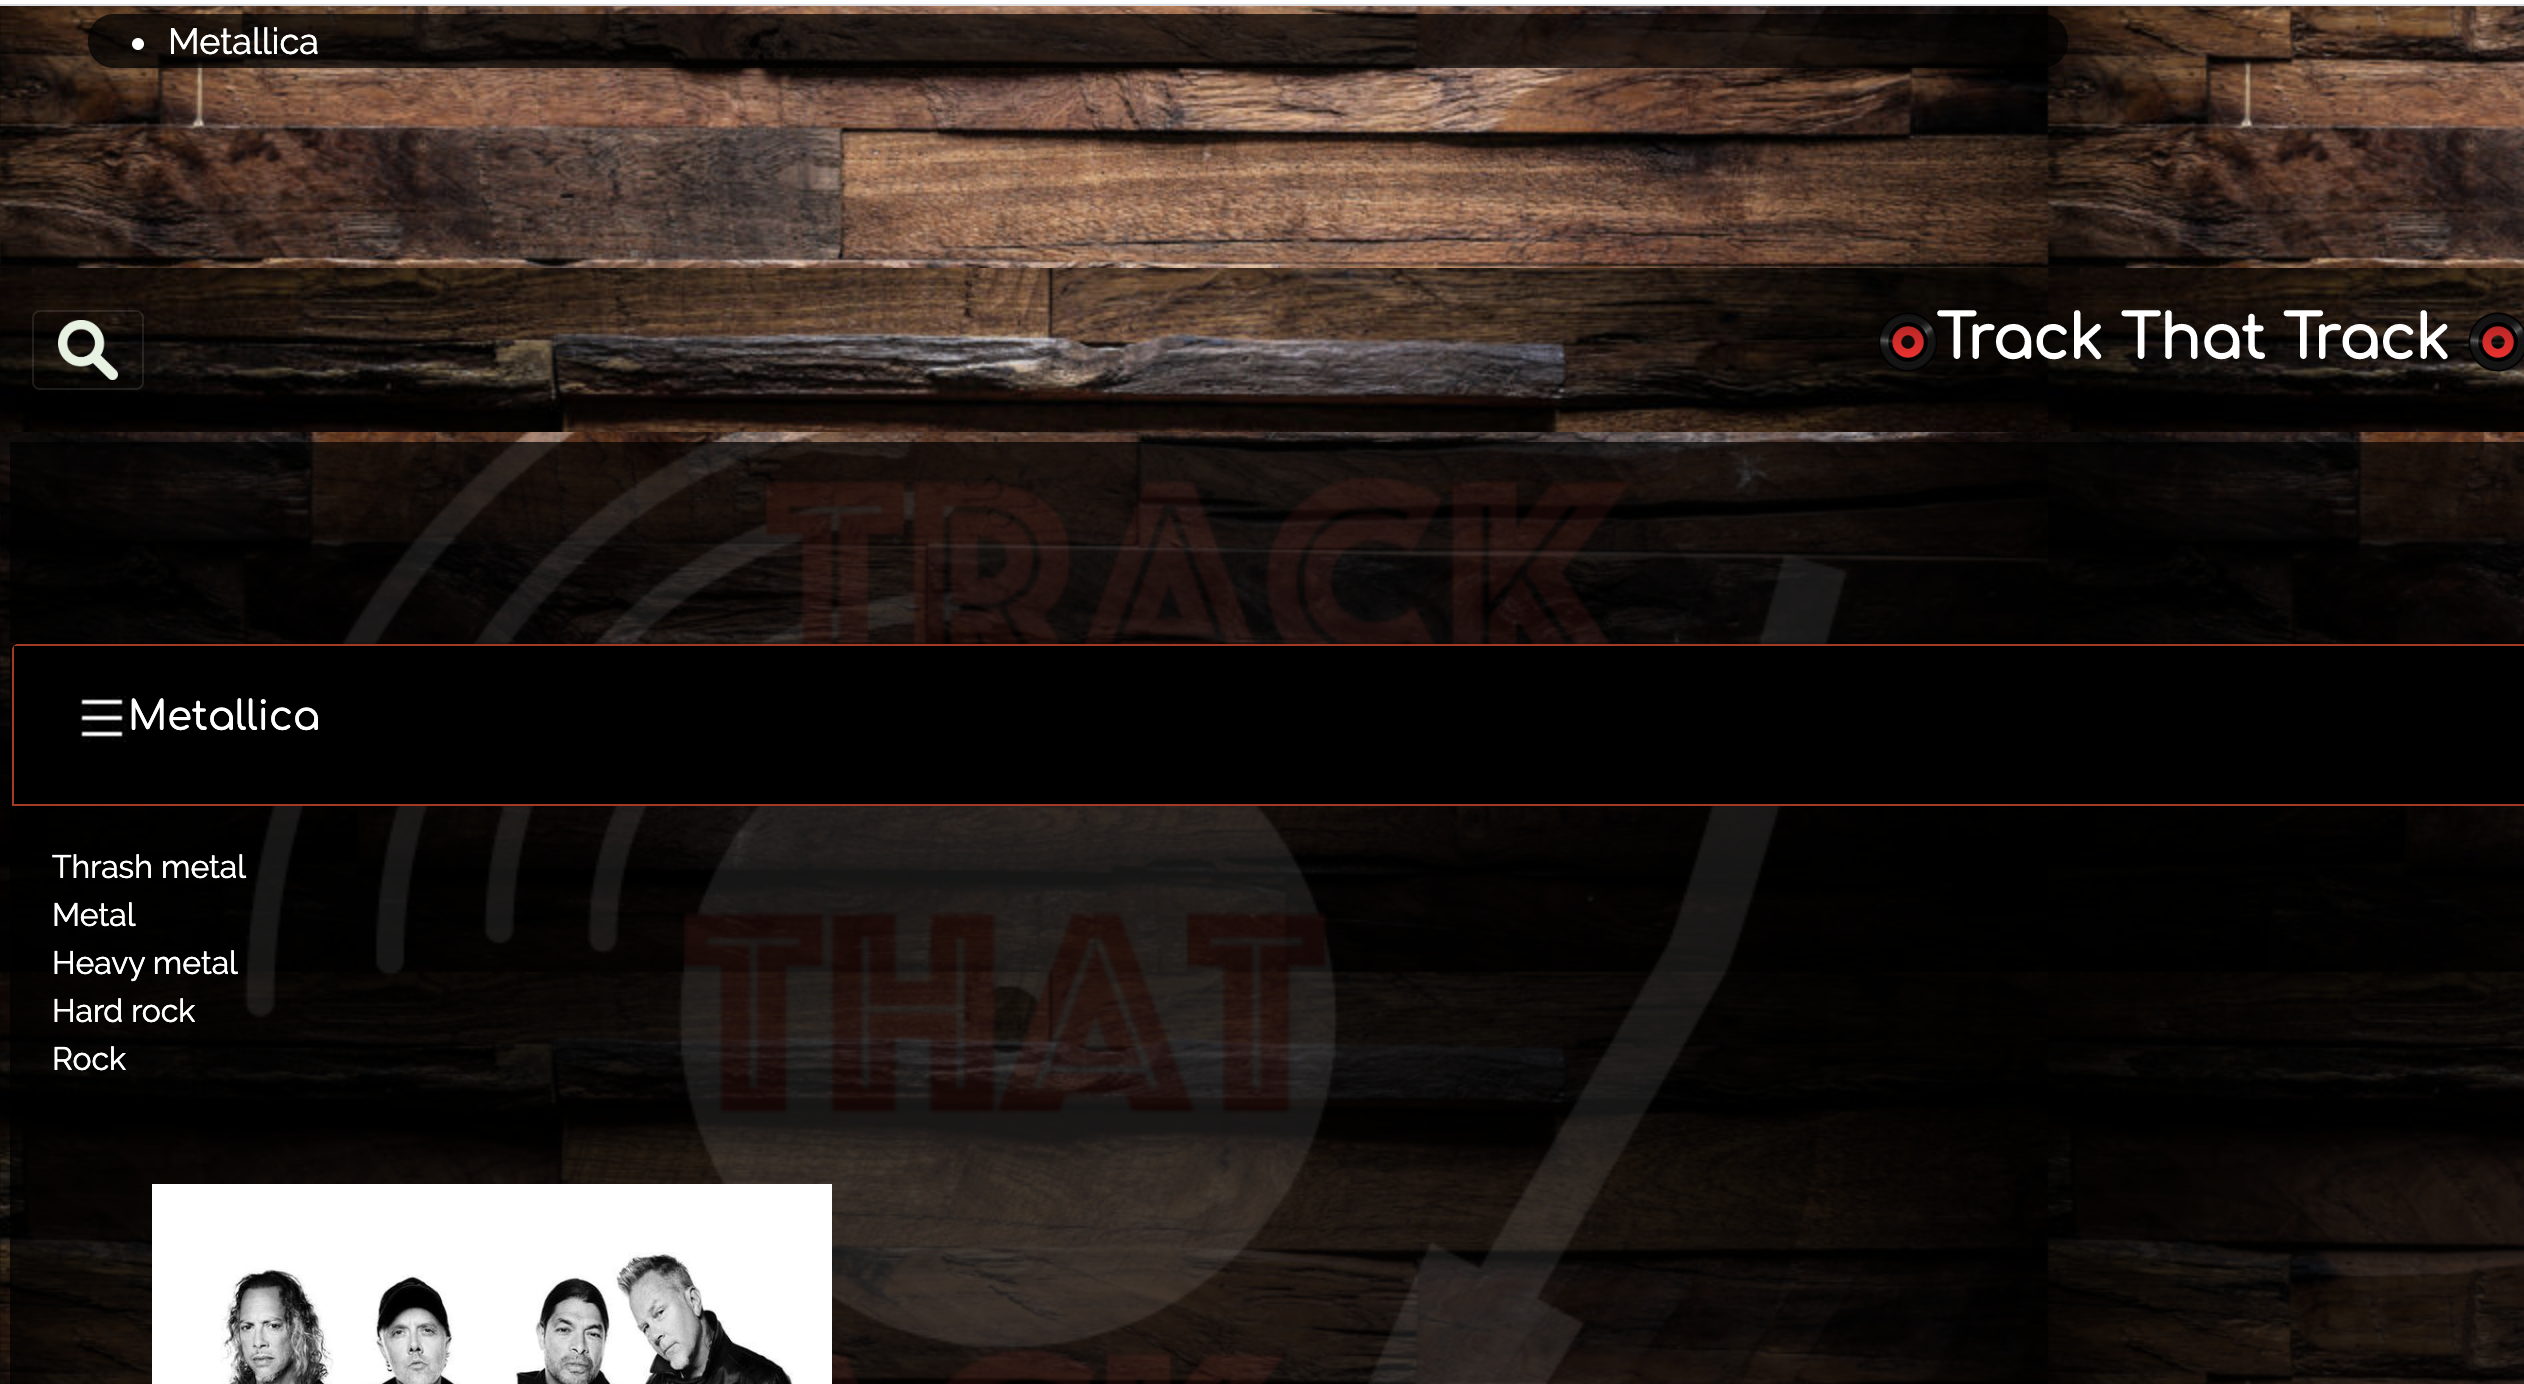 Metallica
Track That Track
TRACK
Metallica
Thrash metal
Metal
Heavy metal
Hard rock
Rock
THAT